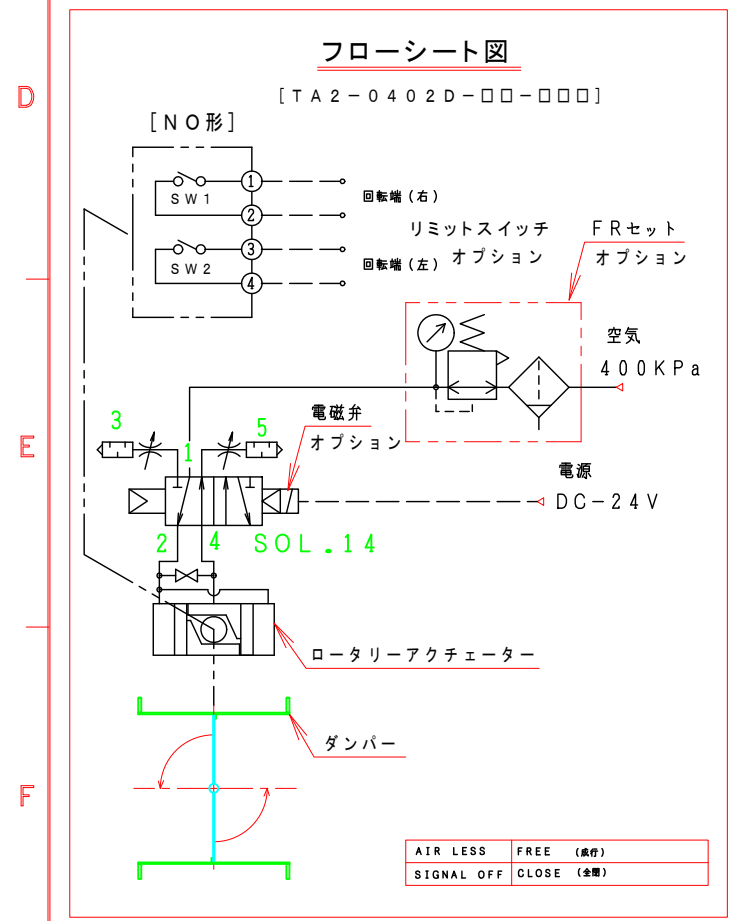 フローシート図
[TA2-0402D-□□-□□□]
D
[NO形]
1
SW1
2
回転端(右)
リミットスイッチ
オプション
FRセット
オプション
3
SW2
4
回転端(左)
空気
400KPa
電磁弁
オプション
3
1
5
E
電源
DC-24V
2
4
SOL.14
ロータリーアクチェーター
ダンパー
F
AIR LESS FREE (成行)
SIGNAL OFF CLOSE (全閉)